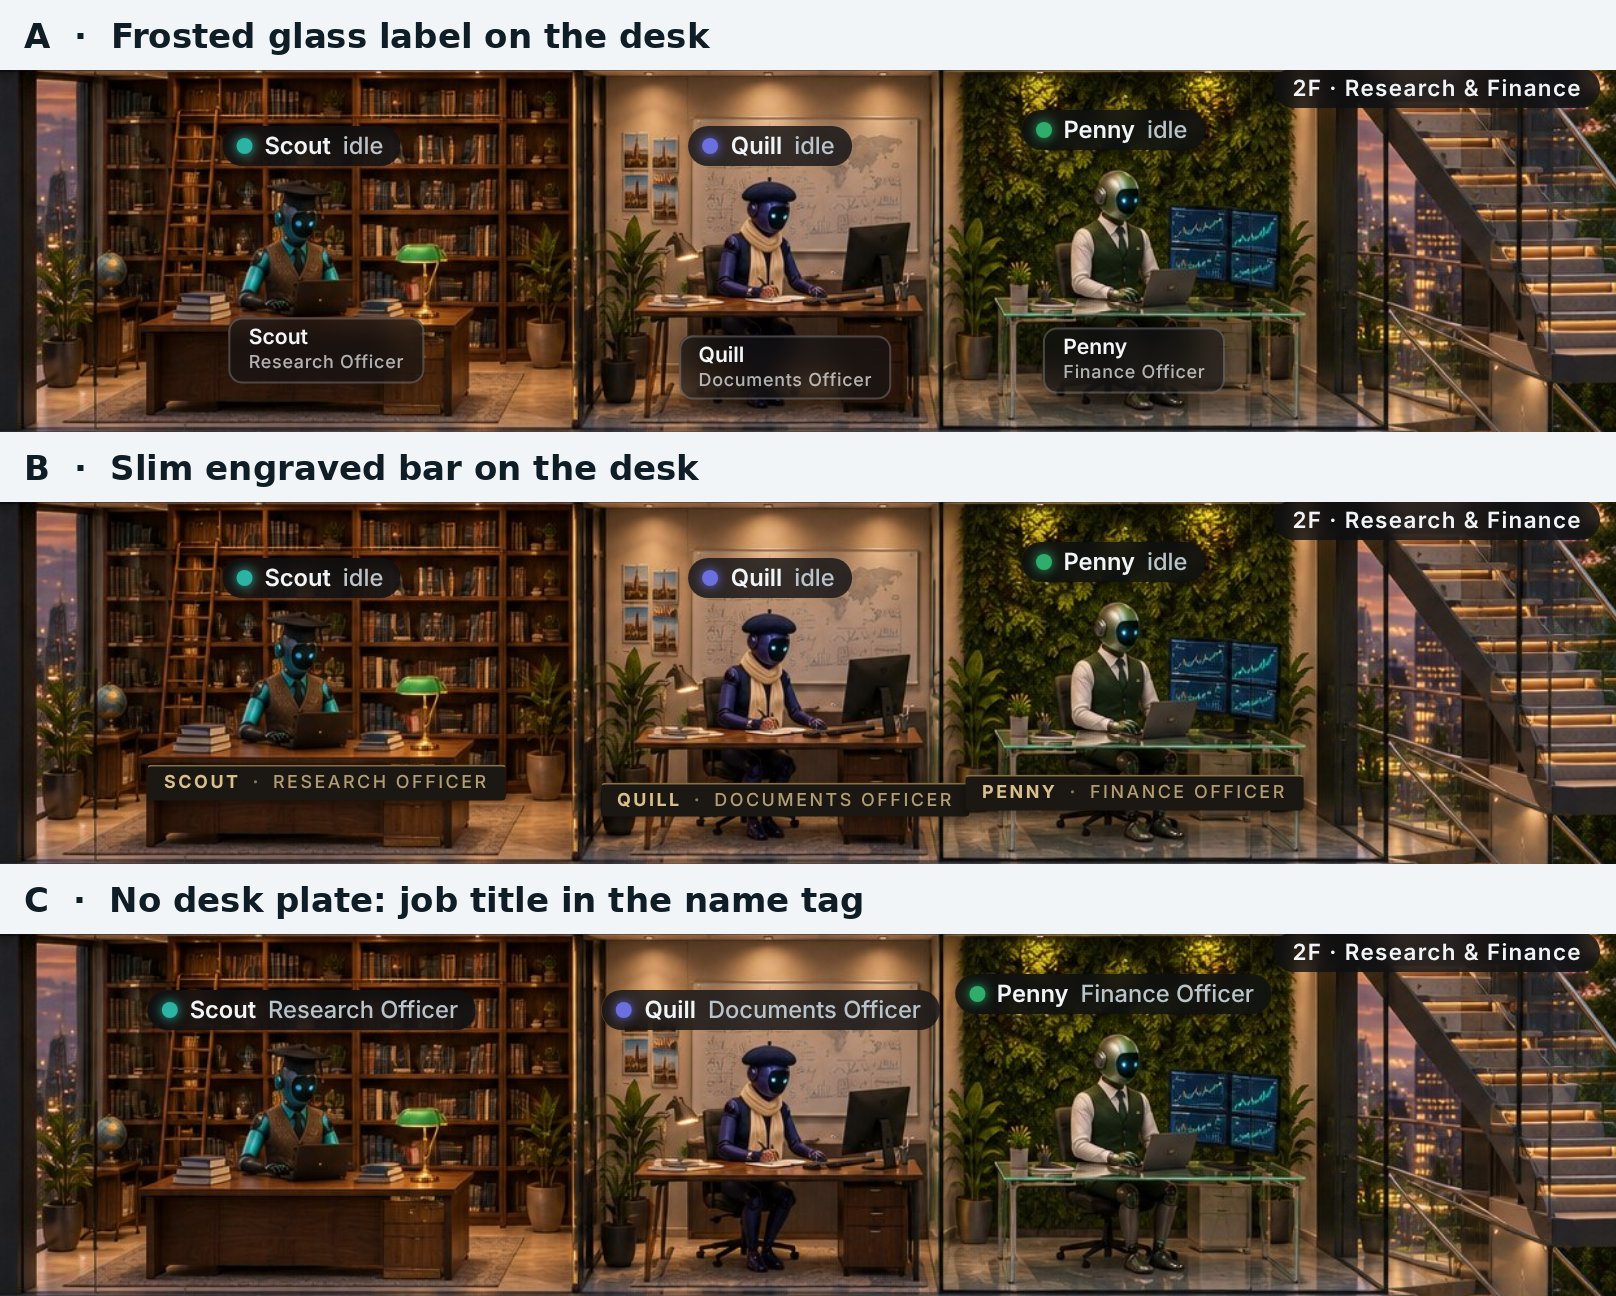 A · Frosted glass label on the desk
2F · Research & Finance
Scout idle
Quill idle
Penny idle
Scout
Research Officer
Quill
Documents Officer
Penny
Finance Officer
B · Slim engraved bar on the desk
2F · Research & Finance
Scout idle
Quill idle
Penny idle
SCOUT · RESEARCH OFFICER
QUILL · DOCUMENTS OFFICER
PENNY · FINANCE OFFICER
C · No desk plate: job title in the name tag
2F · Research & Finance
Scout Research Officer
Quill Documents Officer
Penny Finance Officer